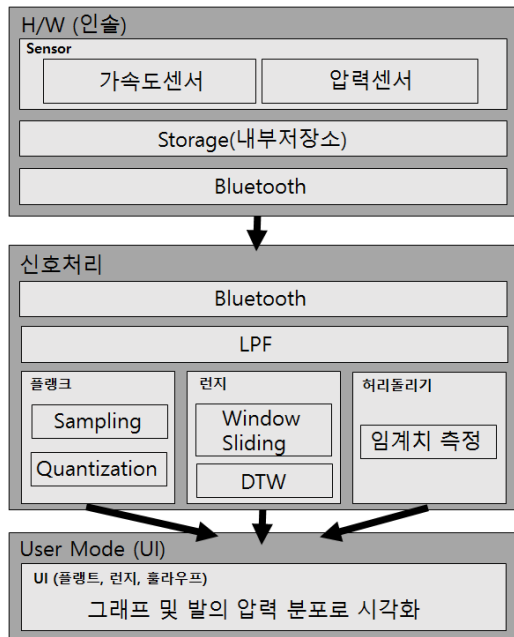 H/W (인솔)
Sensor
가속도센서
압력센서
Storage(내부저장소)
Bluetooth
신호처리
Bluetooth
LPF
플랭크
Sampling
Quantization
런지
Window
Sliding
DTW
허리돌리기
임계치 측정
User Mode (UI)
UI (플랭트, 런지, 훌라우프)
그래프 및 발의 압력 분포로 시각화